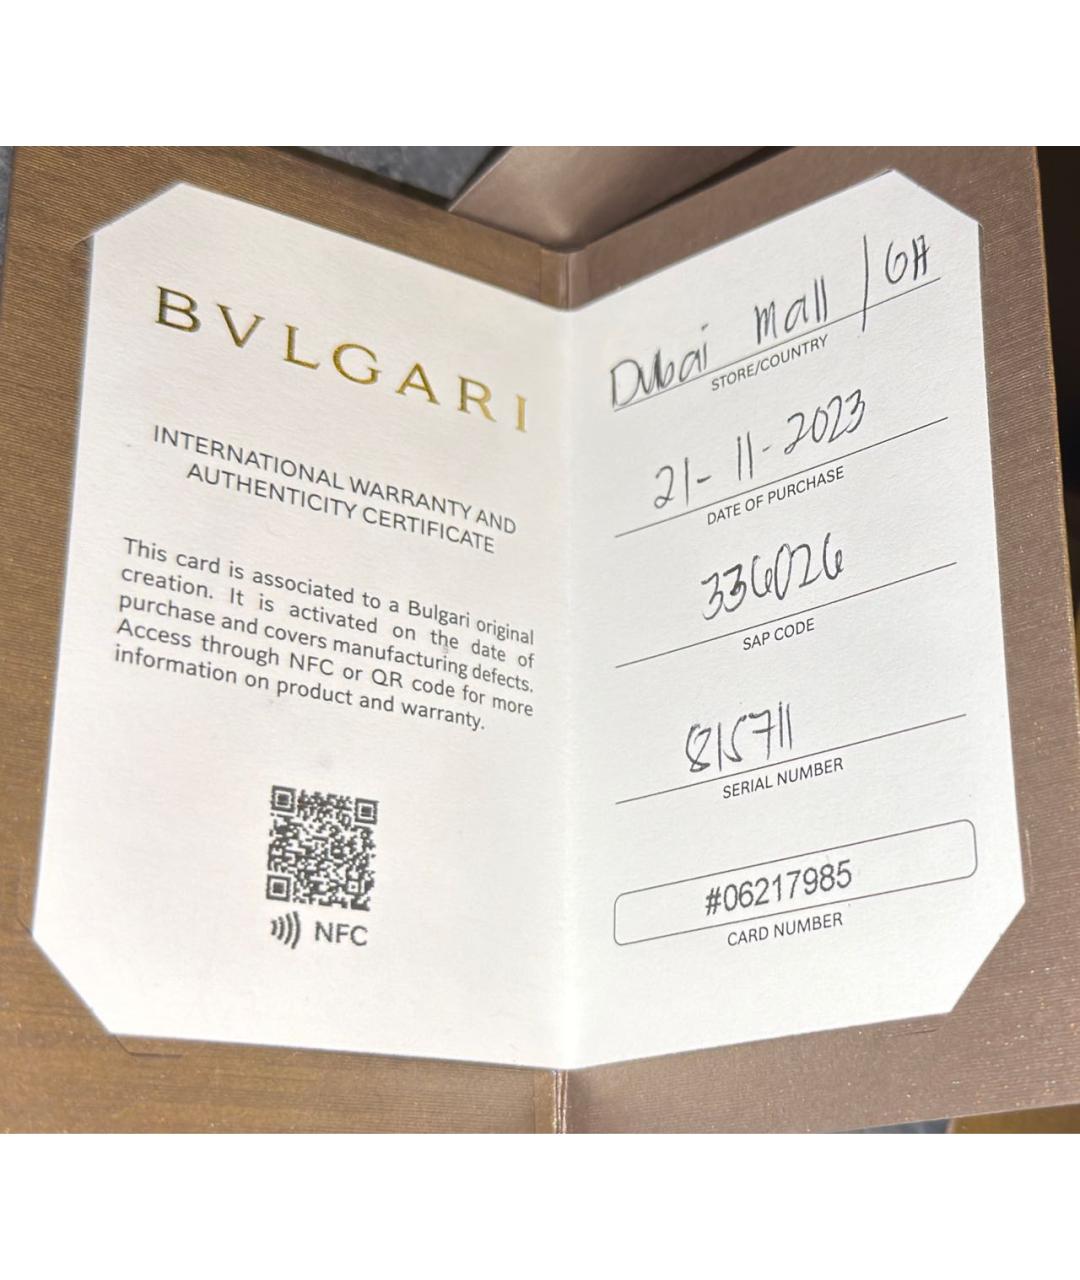 BVLGARI
INTERNATIONAL WARRANTY AND
AUTHENTICITY CERTIFICATE
This card is associated to a Bulgari original
creation. It is activated on the date of
purchase and covers manufacturing defects.
Access through NFC or QR code for more
information on product and warranty.
NFC
Dubai Mall /
STORE/COUNTRY
21-11-2023
DATE OF PURCHASE
336026
SAP CODE
815711
SERIAL NUMBER
#06217985
CARD NUMBER